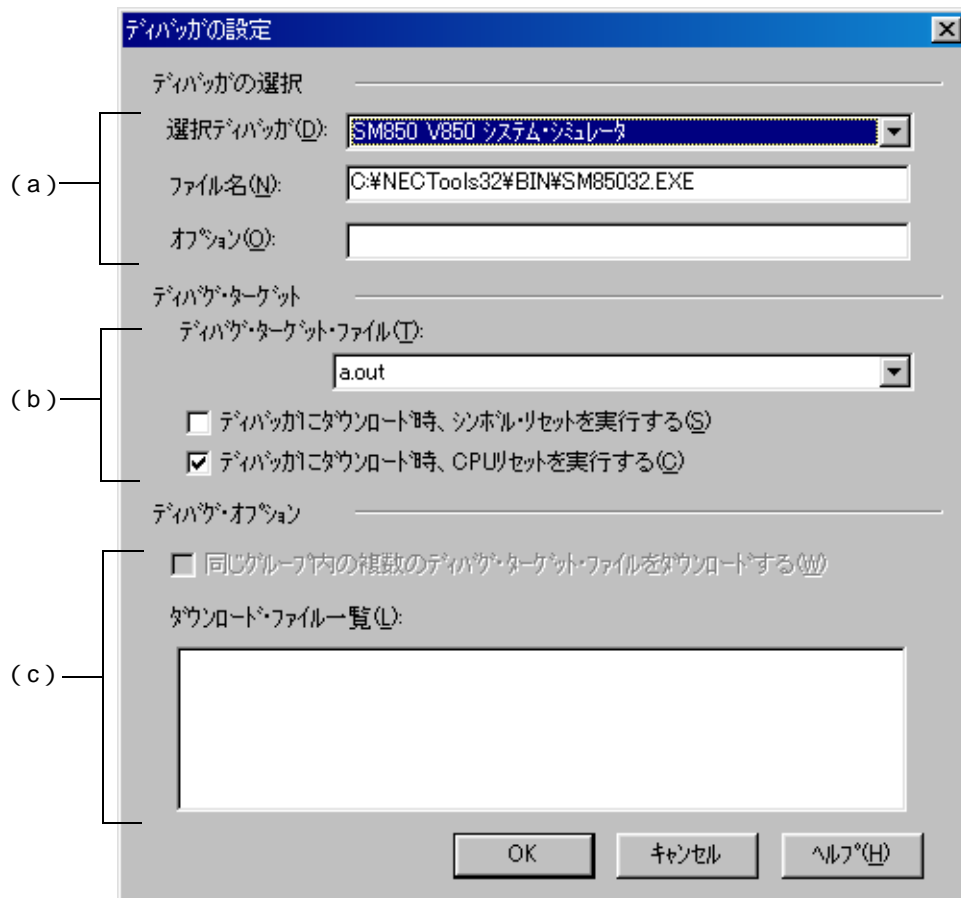 ﾃﾞｨﾊﾞｯｶﾞの設定
ﾃﾞｨﾊﾞｯｶﾞの選択
(a)
選択ﾃﾞｨﾊﾞｯｶﾞ(D): SM850 V850 ｼｽﾃﾑ･ｼﾐｭﾚｰﾀ
ﾌｧｲﾙ名(N): C:¥NECTools32¥BIN¥SM85032.EXE
ｵﾌﾟｼｮﾝ(O):
ﾃﾞｨﾊﾞｸﾞ･ﾀｰｹﾞｯﾄ
(b)
ﾃﾞｨﾊﾞｸﾞ･ﾀｰｹﾞｯﾄ･ﾌｧｲﾙ(T):
a.out
ﾃﾞｨﾊﾞｯｶﾞにﾀﾞｳﾝﾛｰﾄﾞ時、ｼﾝﾎﾞﾙ･ﾘｾｯﾄを実行する(S)
ﾃﾞｨﾊﾞｯｶﾞにﾀﾞｳﾝﾛｰﾄﾞ時、CPUﾘｾｯﾄを実行する(C)
ﾃﾞｨﾊﾞｸﾞ･ｵﾌﾟｼｮﾝ
(c)
同じｸﾞﾙｰﾌﾟ内の複数のﾃﾞｨﾊﾞｸﾞ･ﾀｰｹﾞｯﾄ･ﾌｧｲﾙをﾀﾞｳﾝﾛｰﾄﾞする(W)
ﾀﾞｳﾝﾛｰﾄﾞ･ﾌｧｲﾙ一覧(L):
OK ｷｬﾝｾﾙ ﾍﾙﾌﾟ(H)